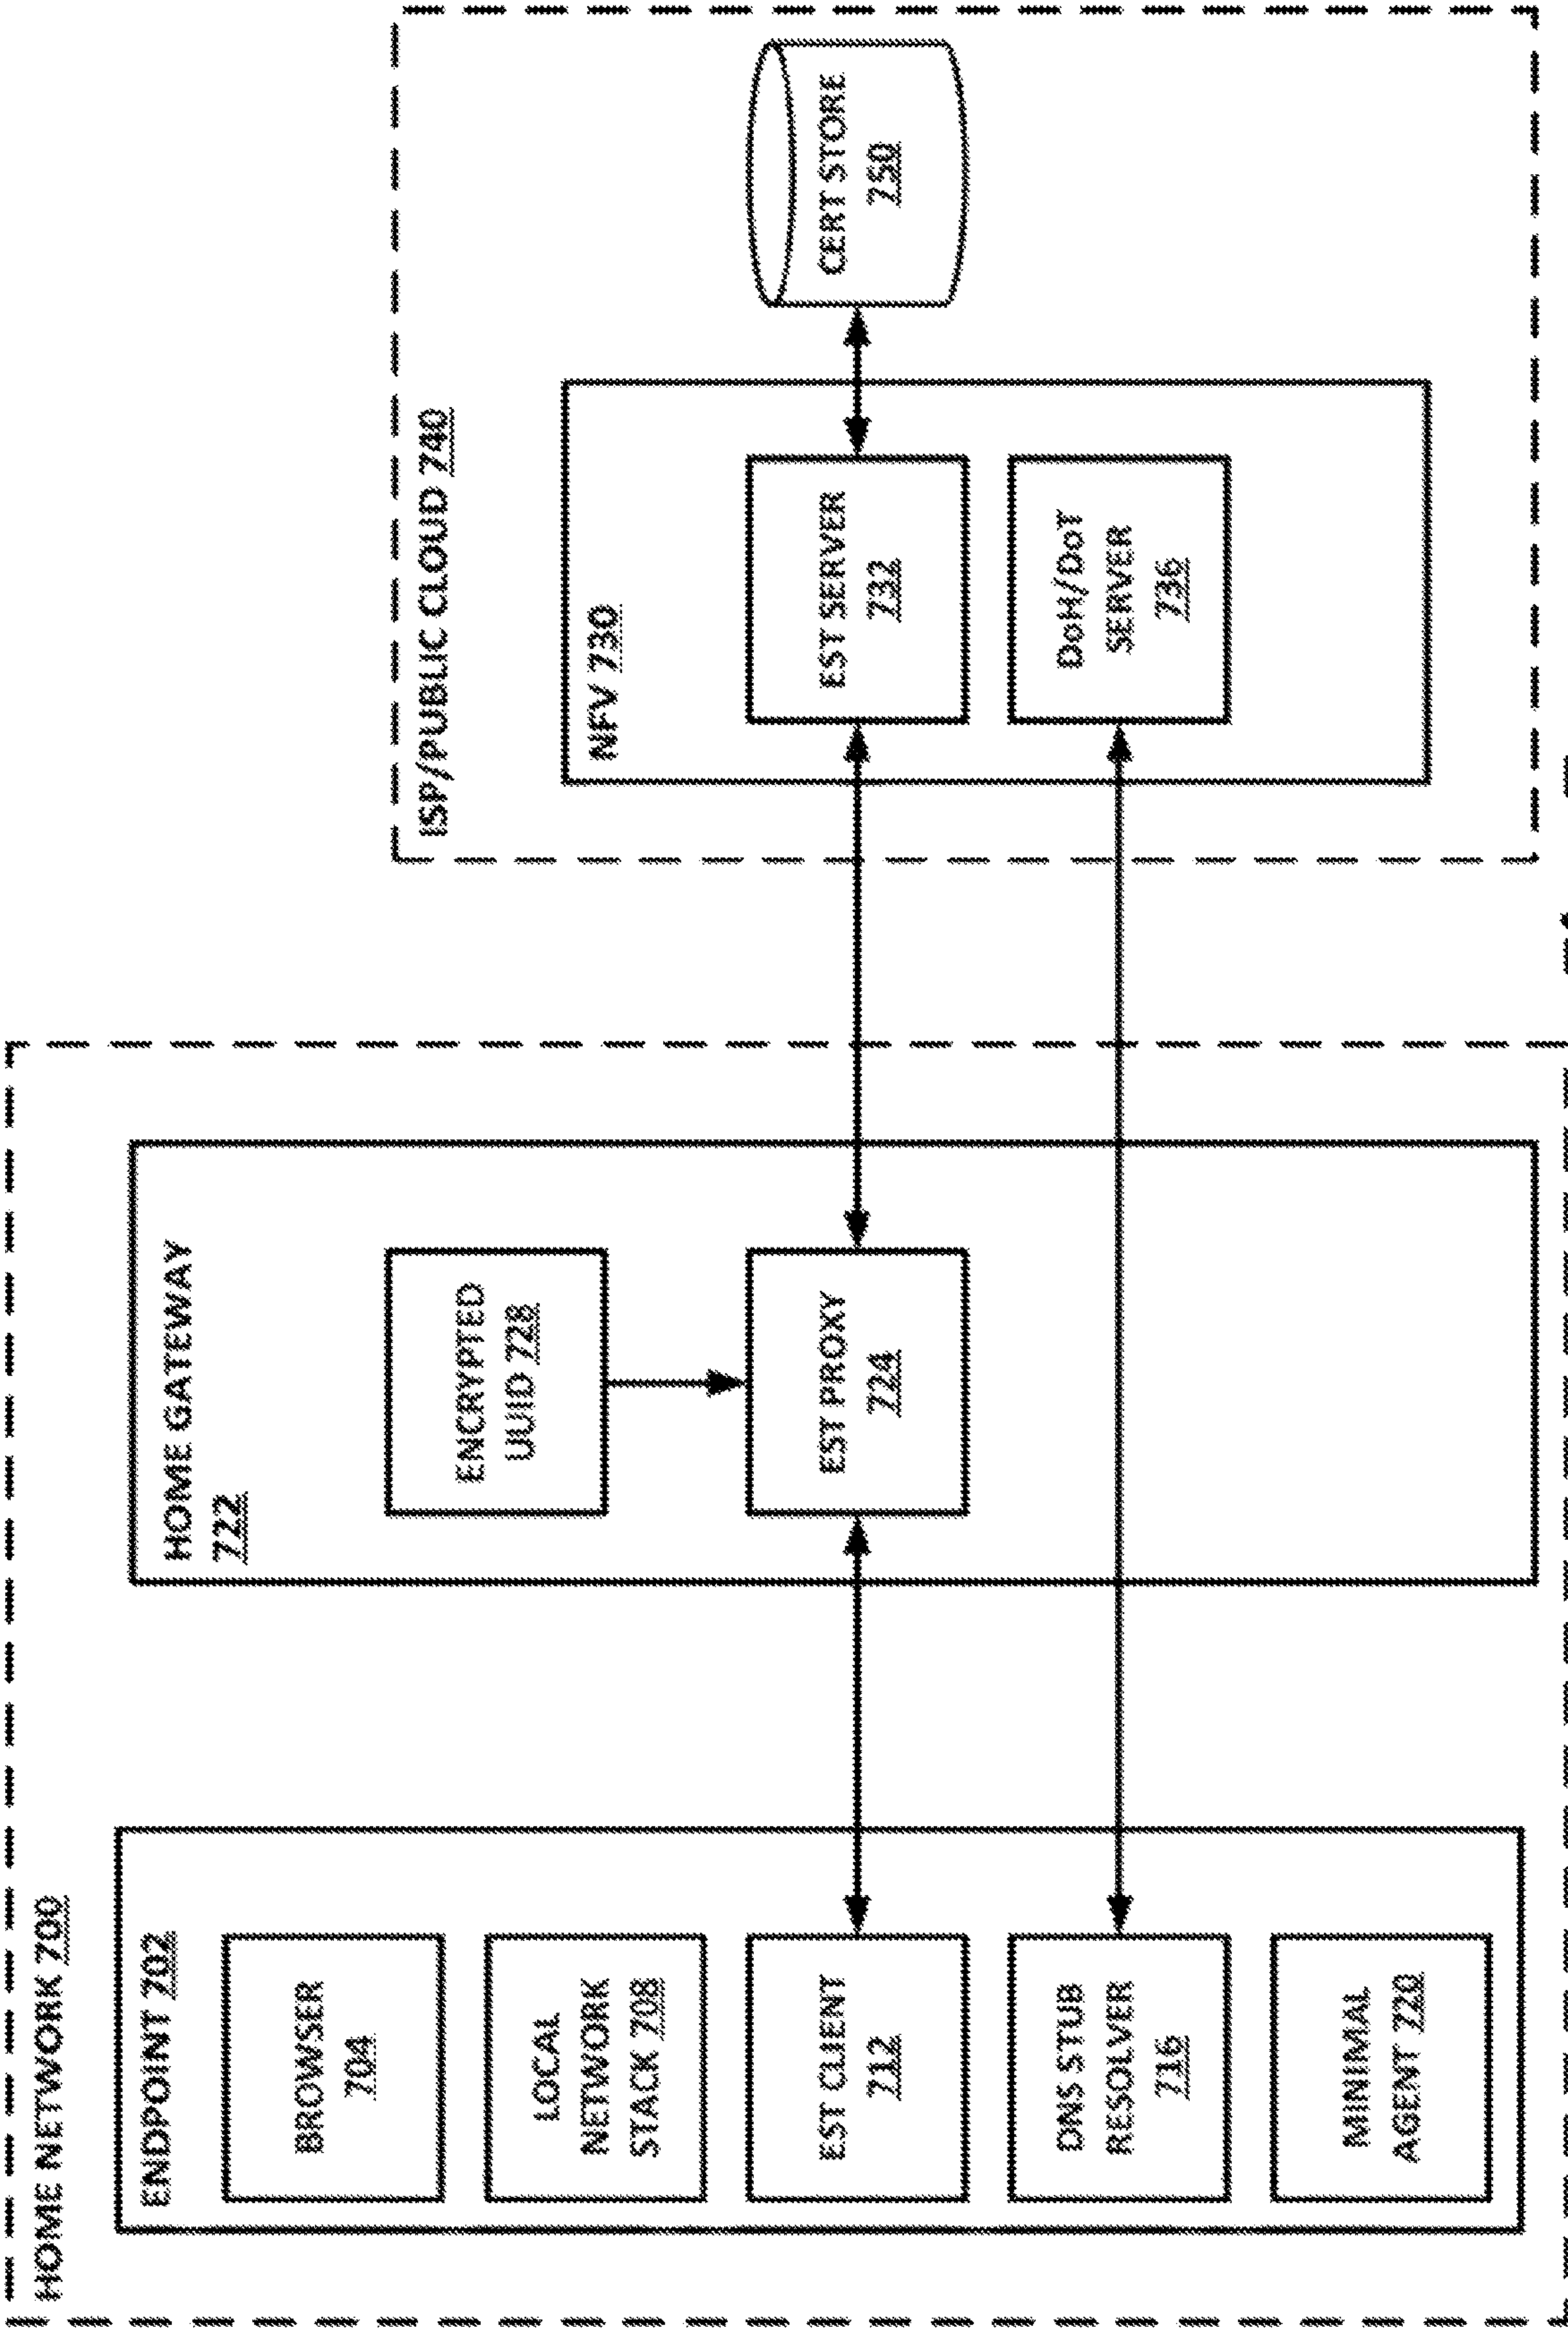 HOME NETWORK 700
ENDPOINT 702
BROWSER
704
LOCAL
NETWORK
STACK 708
EST CLIENT
712
DNS STUB
RESOLVER
716
MINIMAL
AGENT 720
HOME GATEWAY
722
ENCRYPTED
UUID 728
EST PROXY
724
ISP/PUBLIC CLOUD 740
NFV 730
EST SERVER
732
DoH/DoT
SERVER
736
CERT STORE
750